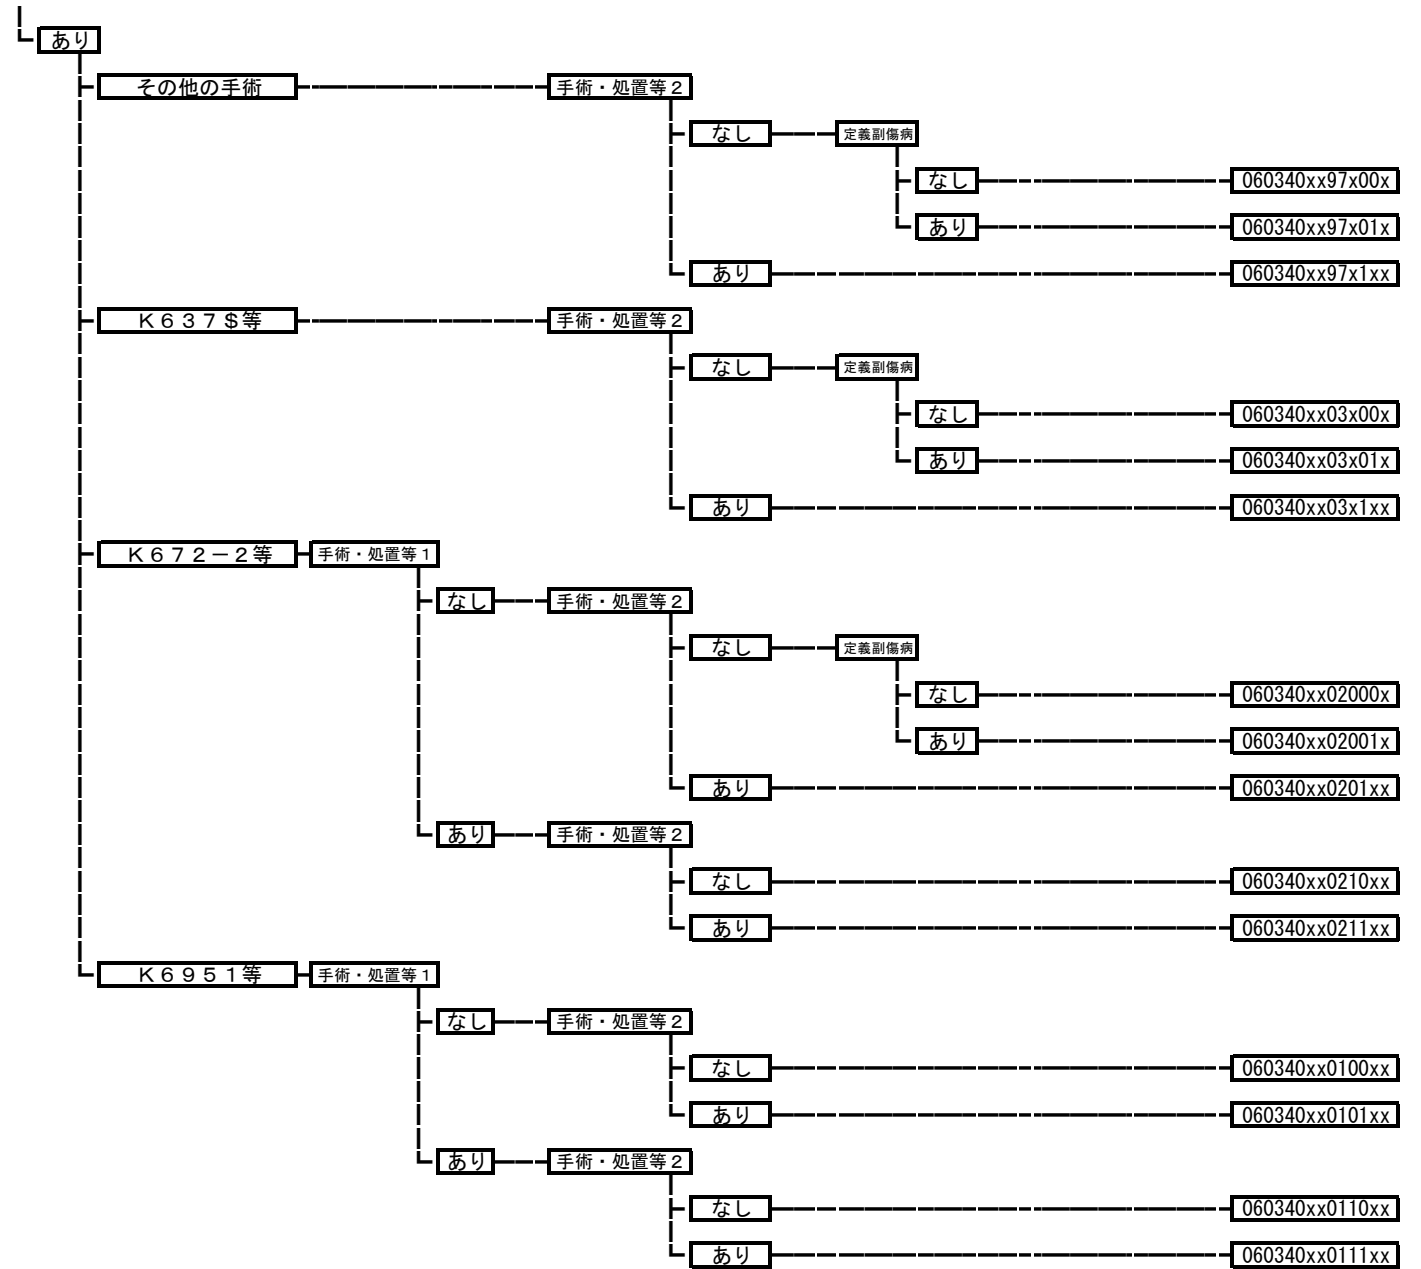 あり
その他の手術 手術・処置等2
なし 定義副傷病
なし 060340xx97x00x
あり 060340xx97x01x
あり 060340xx97x1xx
K637$等 手術・処置等2
なし 定義副傷病
なし 060340xx03x00x
あり 060340xx03x01x
あり 060340xx03x1xx
K672－2等 手術・処置等1
なし 手術・処置等2
なし 定義副傷病
なし 060340xx02000x
あり 060340xx02001x
あり 060340xx0201xx
あり 手術・処置等2
なし 060340xx0210xx
あり 060340xx0211xx
K6951等 手術・処置等1
なし 手術・処置等2
なし 060340xx0100xx
あり 060340xx0101xx
あり 手術・処置等2
なし 060340xx0110xx
あり 060340xx0111xx